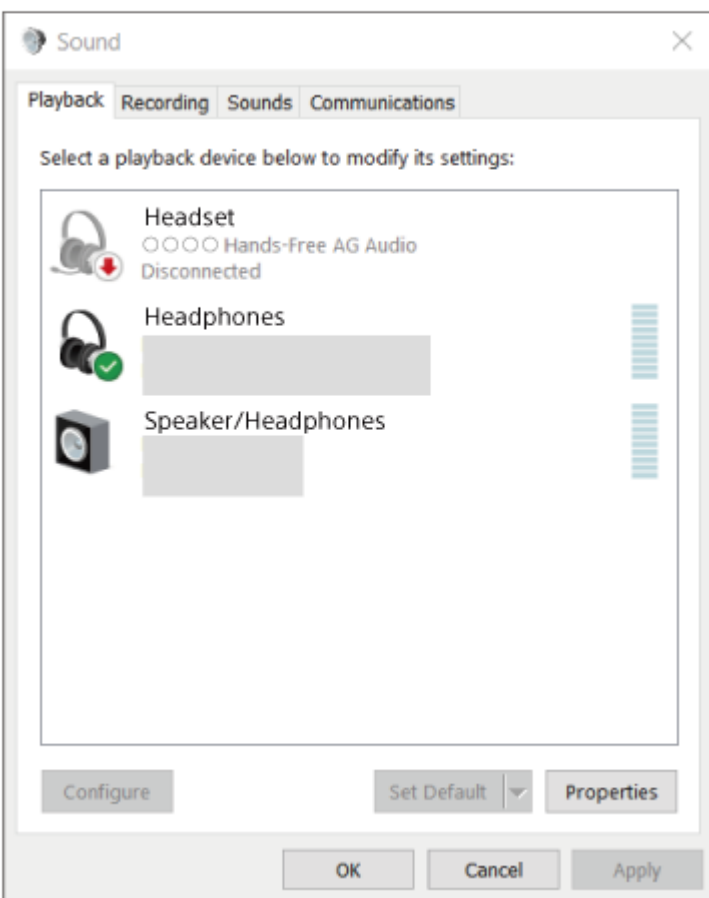 Sound
Playback Recording Sounds Communications
Select a playback device below to modify its settings:
Headset
○○○○ Hands-Free AG Audio
Disconnected
Headphones
Speaker/Headphones
Configure Set Default Properties
OK Cancel Apply